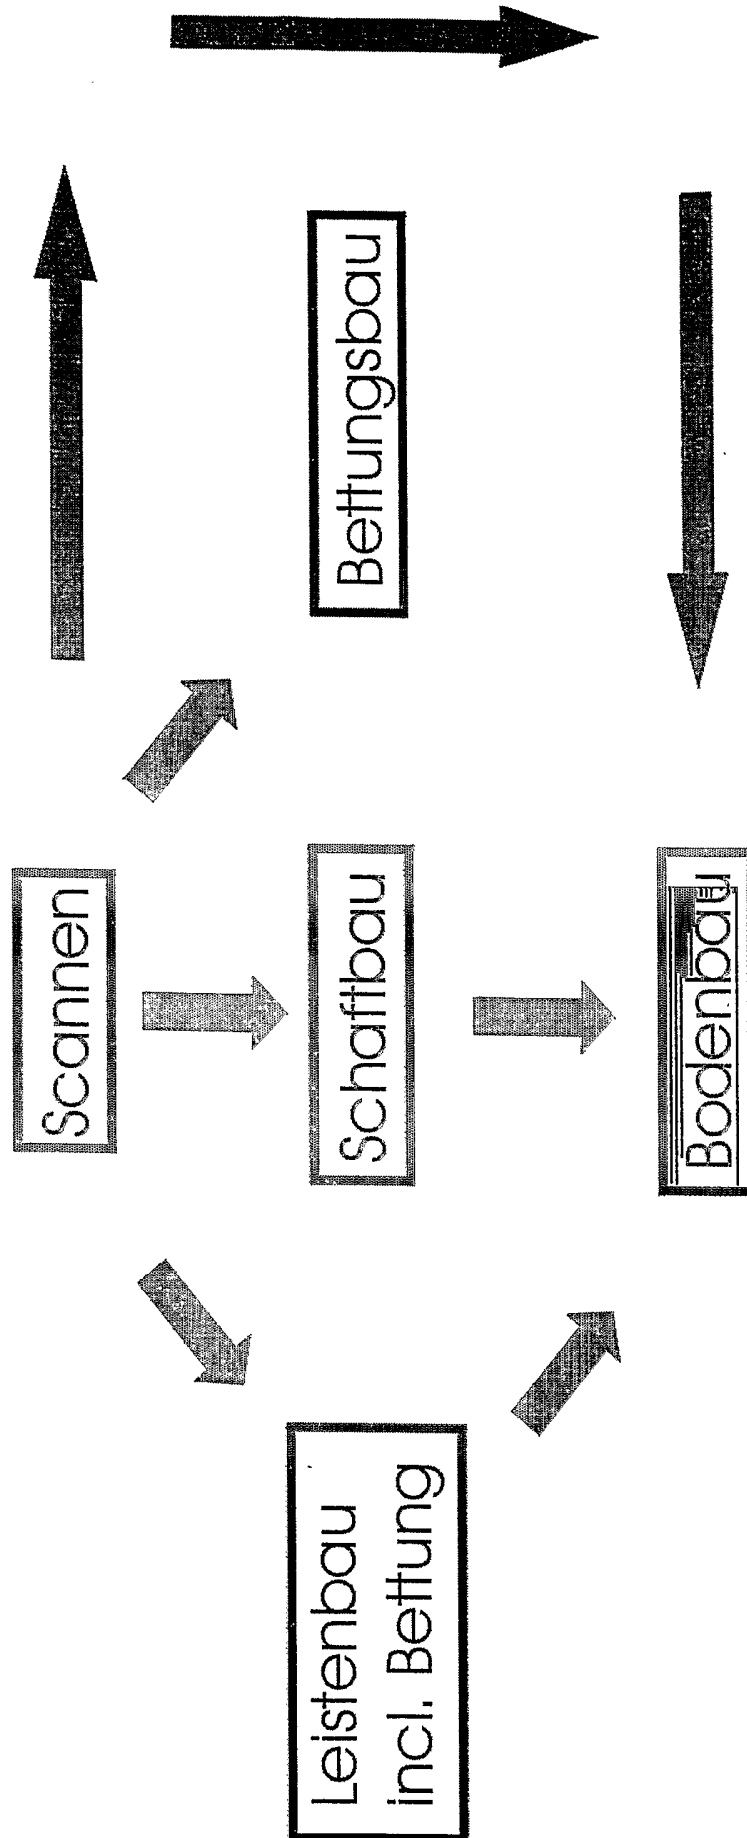 Scannen
Leistenbau
incl. Bettung
Schaftbau
Bettungsbau
Bodenbau